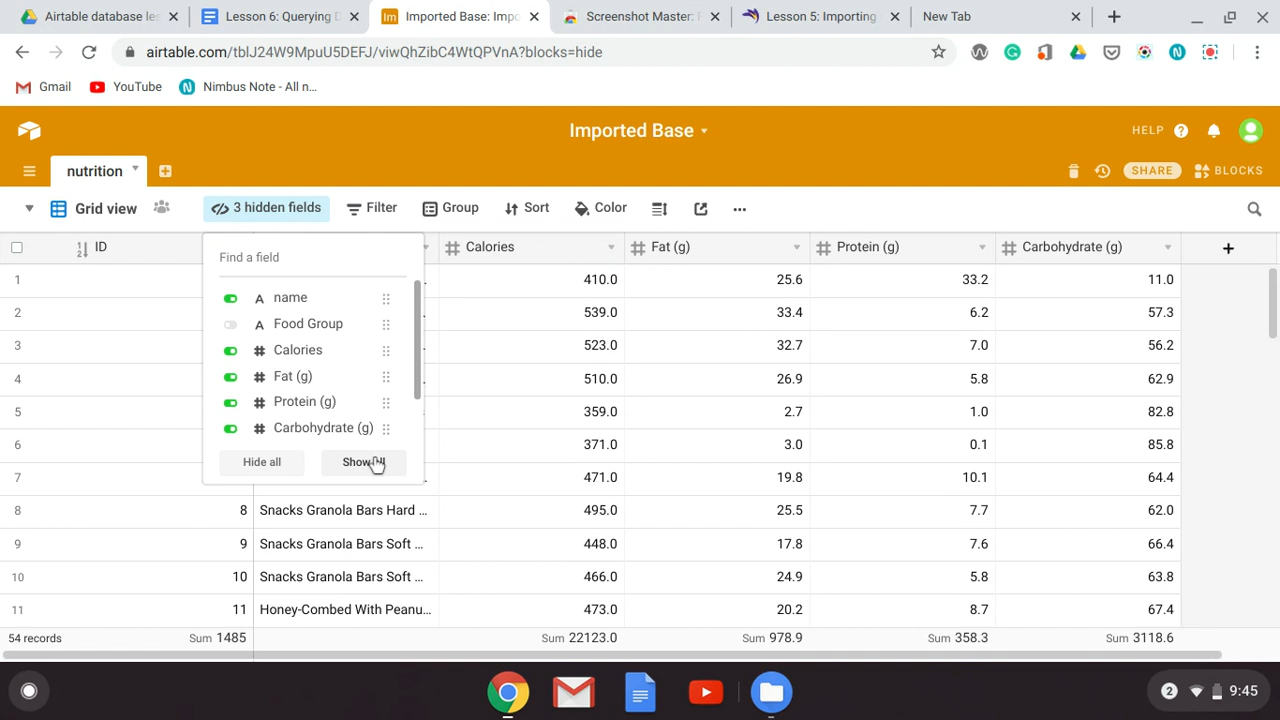 Airtable database les
Lesson 6: Querying D
Imported Base: Impo
Screenshot Master: F
Lesson 5: Importing
New Tab
airtable.com/tblJ24W9MpuU5DEFJ/viwQhZibC4WtQPVnA?blocks=hide
Gmail
YouTube
Nimbus Note - All n...
Imported Base
HELP
nutrition
SHARE
BLOCKS
Grid view
3 hidden fields
Filter
Group
Sort
Color
ID
Calories
Fat (g)
Protein (g)
Carbohydrate (g)
Find a field
name
Food Group
Calories
Fat (g)
Protein (g)
Carbohydrate (g)
Hide all
Show all
1 410.0 25.6 33.2 11.0
2 539.0 33.4 6.2 57.3
3 523.0 32.7 7.0 56.2
4 510.0 26.9 5.8 62.9
5 359.0 2.7 1.0 82.8
6 371.0 3.0 0.1 85.8
7 471.0 19.8 10.1 64.4
8 8 Snacks Granola Bars Hard ... 495.0 25.5 7.7 62.0
9 9 Snacks Granola Bars Soft ... 448.0 17.8 7.6 66.4
10 10 Snacks Granola Bars Soft ... 466.0 24.9 5.8 63.8
11 11 Honey-Combed With Peanu... 473.0 20.2 8.7 67.4
54 records Sum 1485 Sum 22123.0 Sum 978.9 Sum 358.3 Sum 3118.6
2 9:45